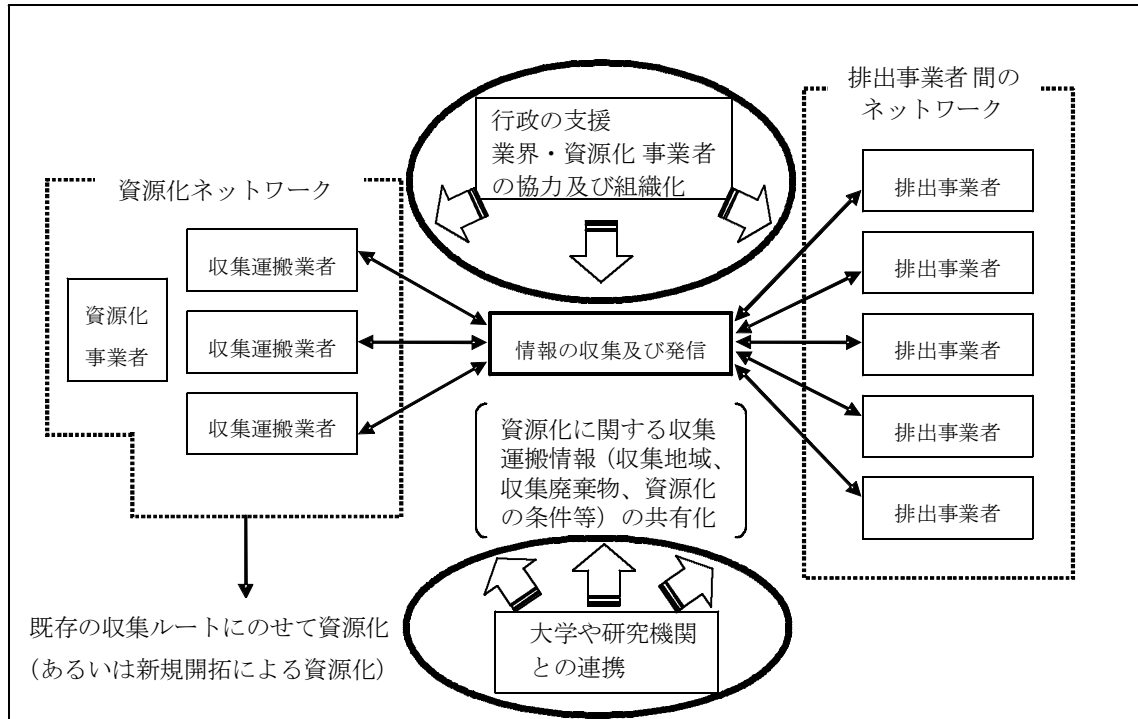 資源化ネットワーク
資源化
事業者
収集運搬業者
収集運搬業者
収集運搬業者
既存の収集ルートにのせて資源化
（あるいは新規開拓による資源化）
行政の支援
業界・資源化 事業者
の協力及び組織化
情報の収集及び発信
資源化に関する収集
運搬情報（収集地域、
収集廃棄物、資源化
の条件等）の共有化
大学や研究機関
との連携
排出事業者 間の
ネットワーク
排出事業者
排出事業者
排出事業者
排出事業者
排出事業者